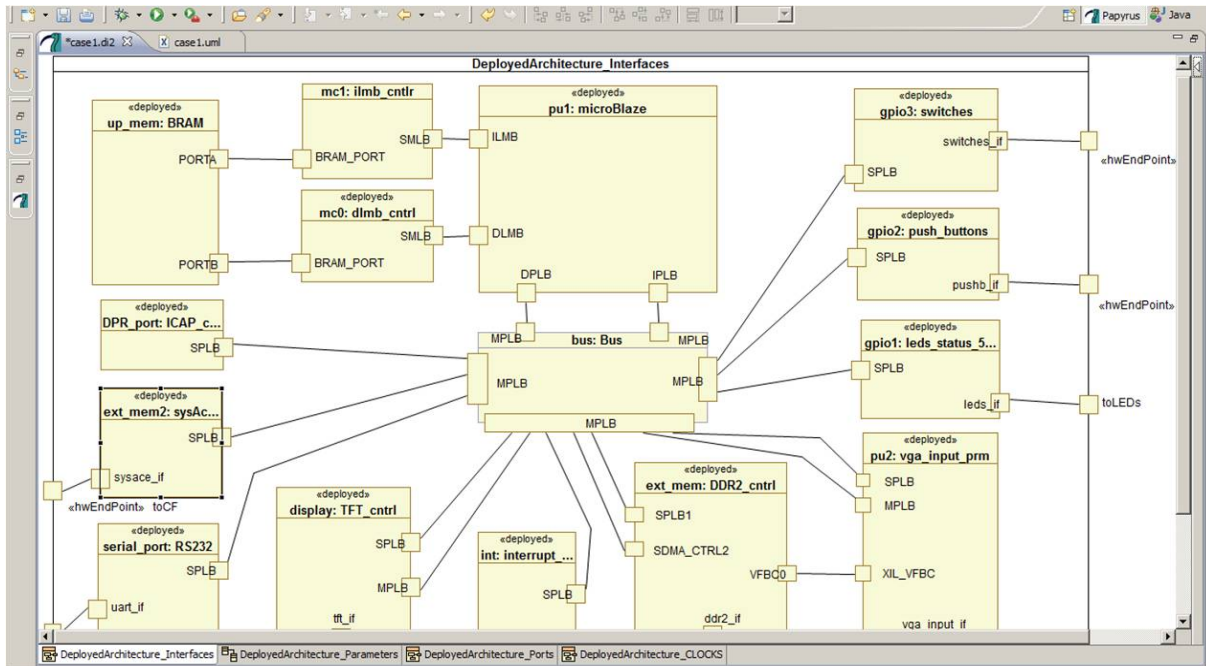 Papyrus Java
*case1.di2 case1.uml
DeployedArchitecture_Interfaces
«deployed»
up_mem: BRAM
PORTA
PORTB
mc1: ilmb_cntlr
SMLB
BRAM_PORT
«deployed»
mc0: dlmb_cntrl
SMLB
BRAM_PORT
«deployed»
pu1: microBlaze
ILMB
DLMB
DPLB IPLB
«deployed»
gpio3: switches
switches_if
SPLB
«hwEndPoint»
«deployed»
gpio2: push_buttons
SPLB
pushb_if
«hwEndPoint»
«deployed»
DPR_port: ICAP_c...
SPLB
MPLB bus: Bus MPLB
MPLB MPLB
MPLB
«deployed»
gpio1: leds_status_5...
SPLB
leds_if
toLEDs
«deployed»
ext_mem2: sysAc...
SPLB
sysace_if
«hwEndPoint» toCF
«deployed»
serial_port: RS232
SPLB
uart_if
«deployed»
display: TFT_cntrl
SPLB
MPLB
tft_if
«deployed»
int: interrupt_...
SPLB
«deployed»
ext_mem: DDR2_cntrl
SPLB1
SDMA_CTRL2
VFBC0
ddr2_if
«deployed»
pu2: vga_input_prm
SPLB
MPLB
XIL_VFBC
vga_input_if
DeployedArchitecture_Interfaces DeployedArchitecture_Parameters DeployedArchitecture_Ports DeployedArchitecture_CLOCKS